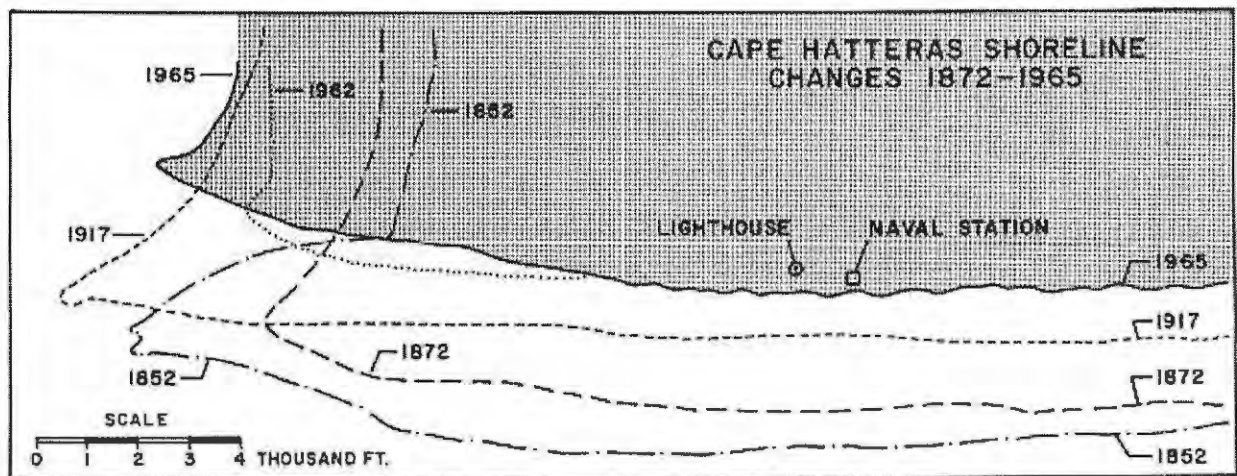 CAPE HATTERAS SHORELINE
CHANGES 1872-1965
1965
1962
1852
1917
LIGHTHOUSE
NAVAL STATION
1965
1917
1872
1872
1852
1852
SCALE
0 1 2 3 4 THOUSAND FT.